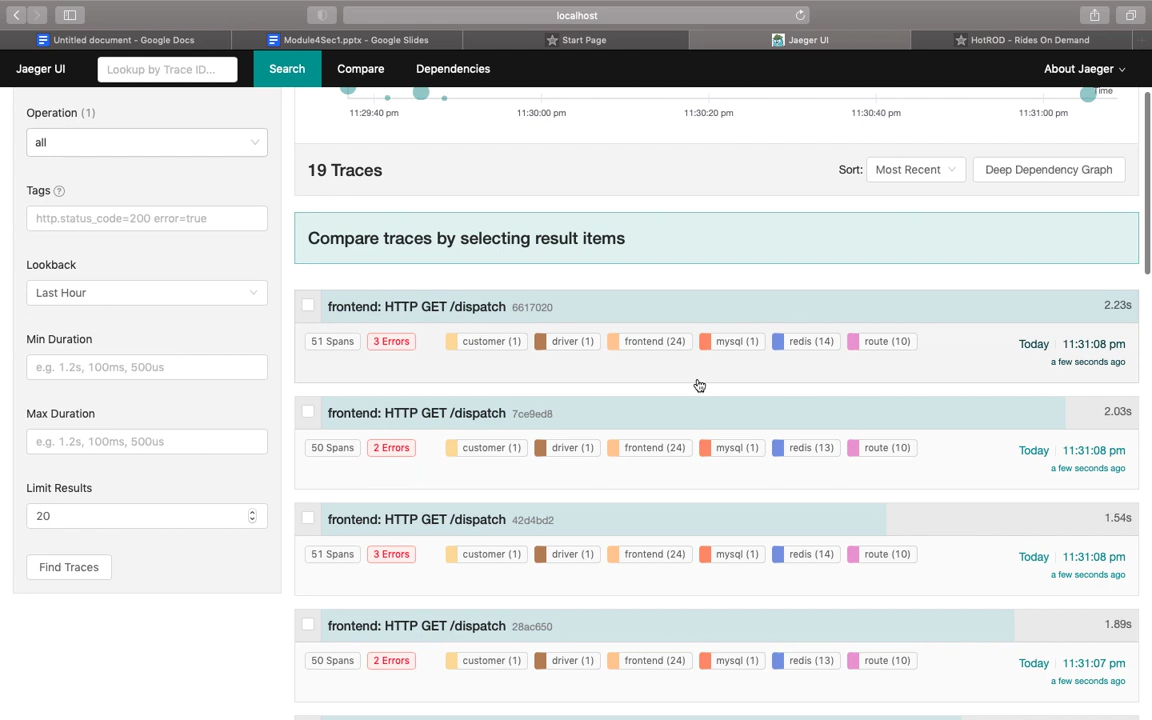 localhost
Untitled document - Google Docs
Module4Sec1.pptx - Google Slides
Start Page
Jaeger UI
HotROD - Rides On Demand
Jaeger UI
Lookup by Trace ID...
Search
Compare
Dependencies
About Jaeger
Operation (1)
all
Tags
http.status_code=200 error=true
Lookback
Last Hour
Min Duration
e.g. 1.2s, 100ms, 500us
Max Duration
e.g. 1.2s, 100ms, 500us
Limit Results
20
Find Traces
Time
11:29:40 pm
11:30:00 pm
11:30:20 pm
11:30:40 pm
11:31:00 pm
19 Traces
Sort: Most Recent
Deep Dependency Graph
Compare traces by selecting result items
frontend: HTTP GET /dispatch 6617020
2.23s
51 Spans 3 Errors customer (1) driver (1) frontend (24) mysql (1) redis (14) route (10)
Today 11:31:08 pm
a few seconds ago
frontend: HTTP GET /dispatch 7ce9ed8
2.03s
50 Spans 2 Errors customer (1) driver (1) frontend (24) mysql (1) redis (13) route (10)
Today 11:31:08 pm
a few seconds ago
frontend: HTTP GET /dispatch 42d4bd2
1.54s
51 Spans 3 Errors customer (1) driver (1) frontend (24) mysql (1) redis (14) route (10)
Today 11:31:08 pm
a few seconds ago
frontend: HTTP GET /dispatch 28ac650
1.89s
50 Spans 2 Errors customer (1) driver (1) frontend (24) mysql (1) redis (13) route (10)
Today 11:31:07 pm
a few seconds ago